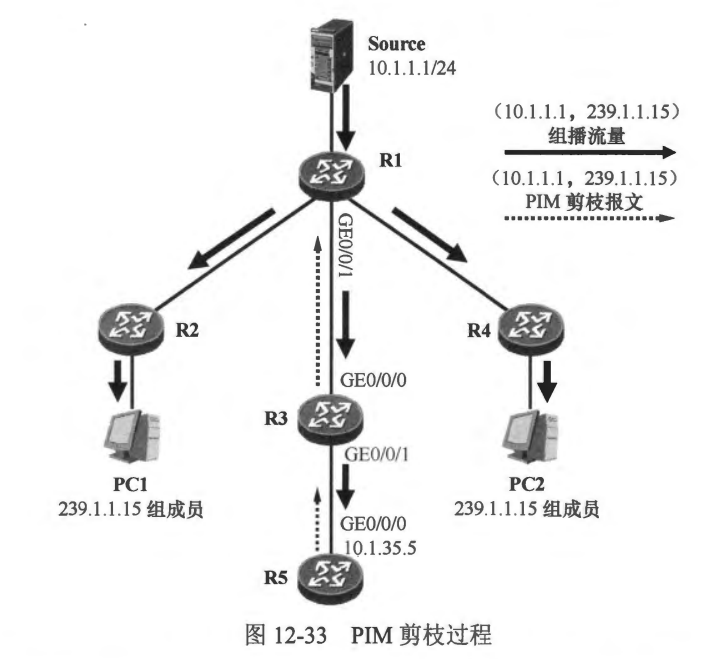 Source
10.1.1.1/24
（10.1.1.1，239.1.1.15）
组播流量
R1
（10.1.1.1，239.1.1.15）
PIM 剪枝报文
GE0/0/1
R2
R4
GE0/0/0
R3
GE0/0/1
PC1
239.1.1.15 组成员
PC2
239.1.1.15 组成员
GE0/0/0
10.1.35.5
R5
图 12-33 PIM 剪枝过程